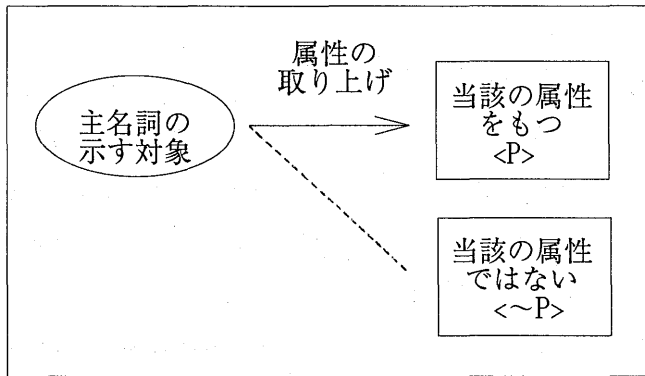 属性の
取り上げ
主名詞の
示す対象
当該の属性
をもつ
<P>
当該の属性
ではない
<～P>